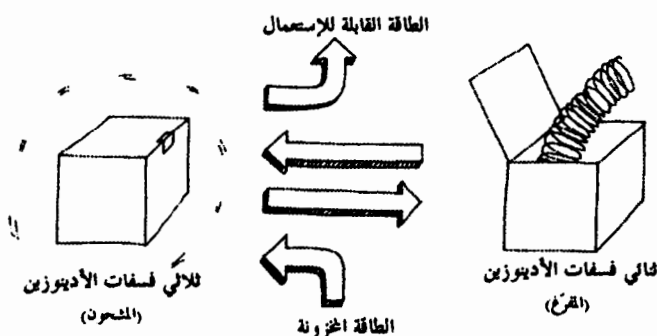 الطاقة القابلة للإستعمال
ثنائي فسفات الأدينوزين
(المفرّغ)
ثلاثي فسفات الأدينوزين
(المشحون)
الطاقة المخزونة